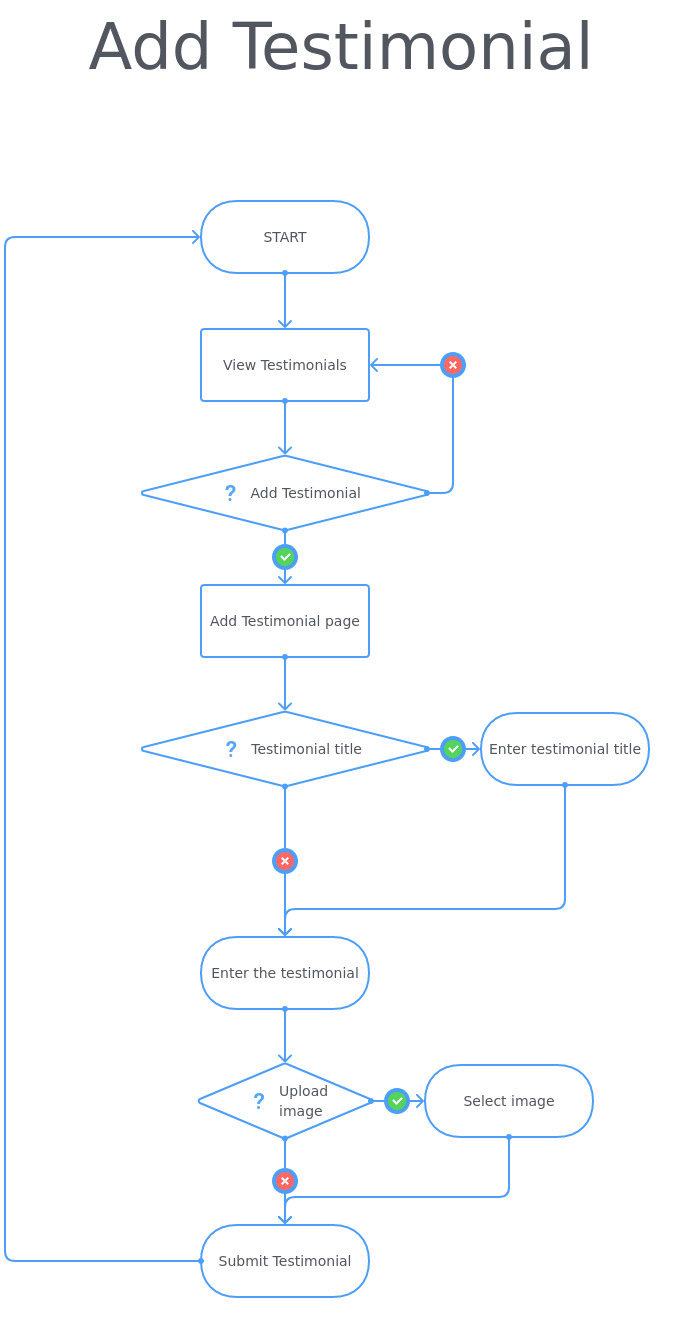 Add Testimonial
START
View Testimonials
? Add Testimonial
Add Testimonial page
? Testimonial title
Enter testimonial title
Enter the testimonial
? Upload
image
Select image
Submit Testimonial